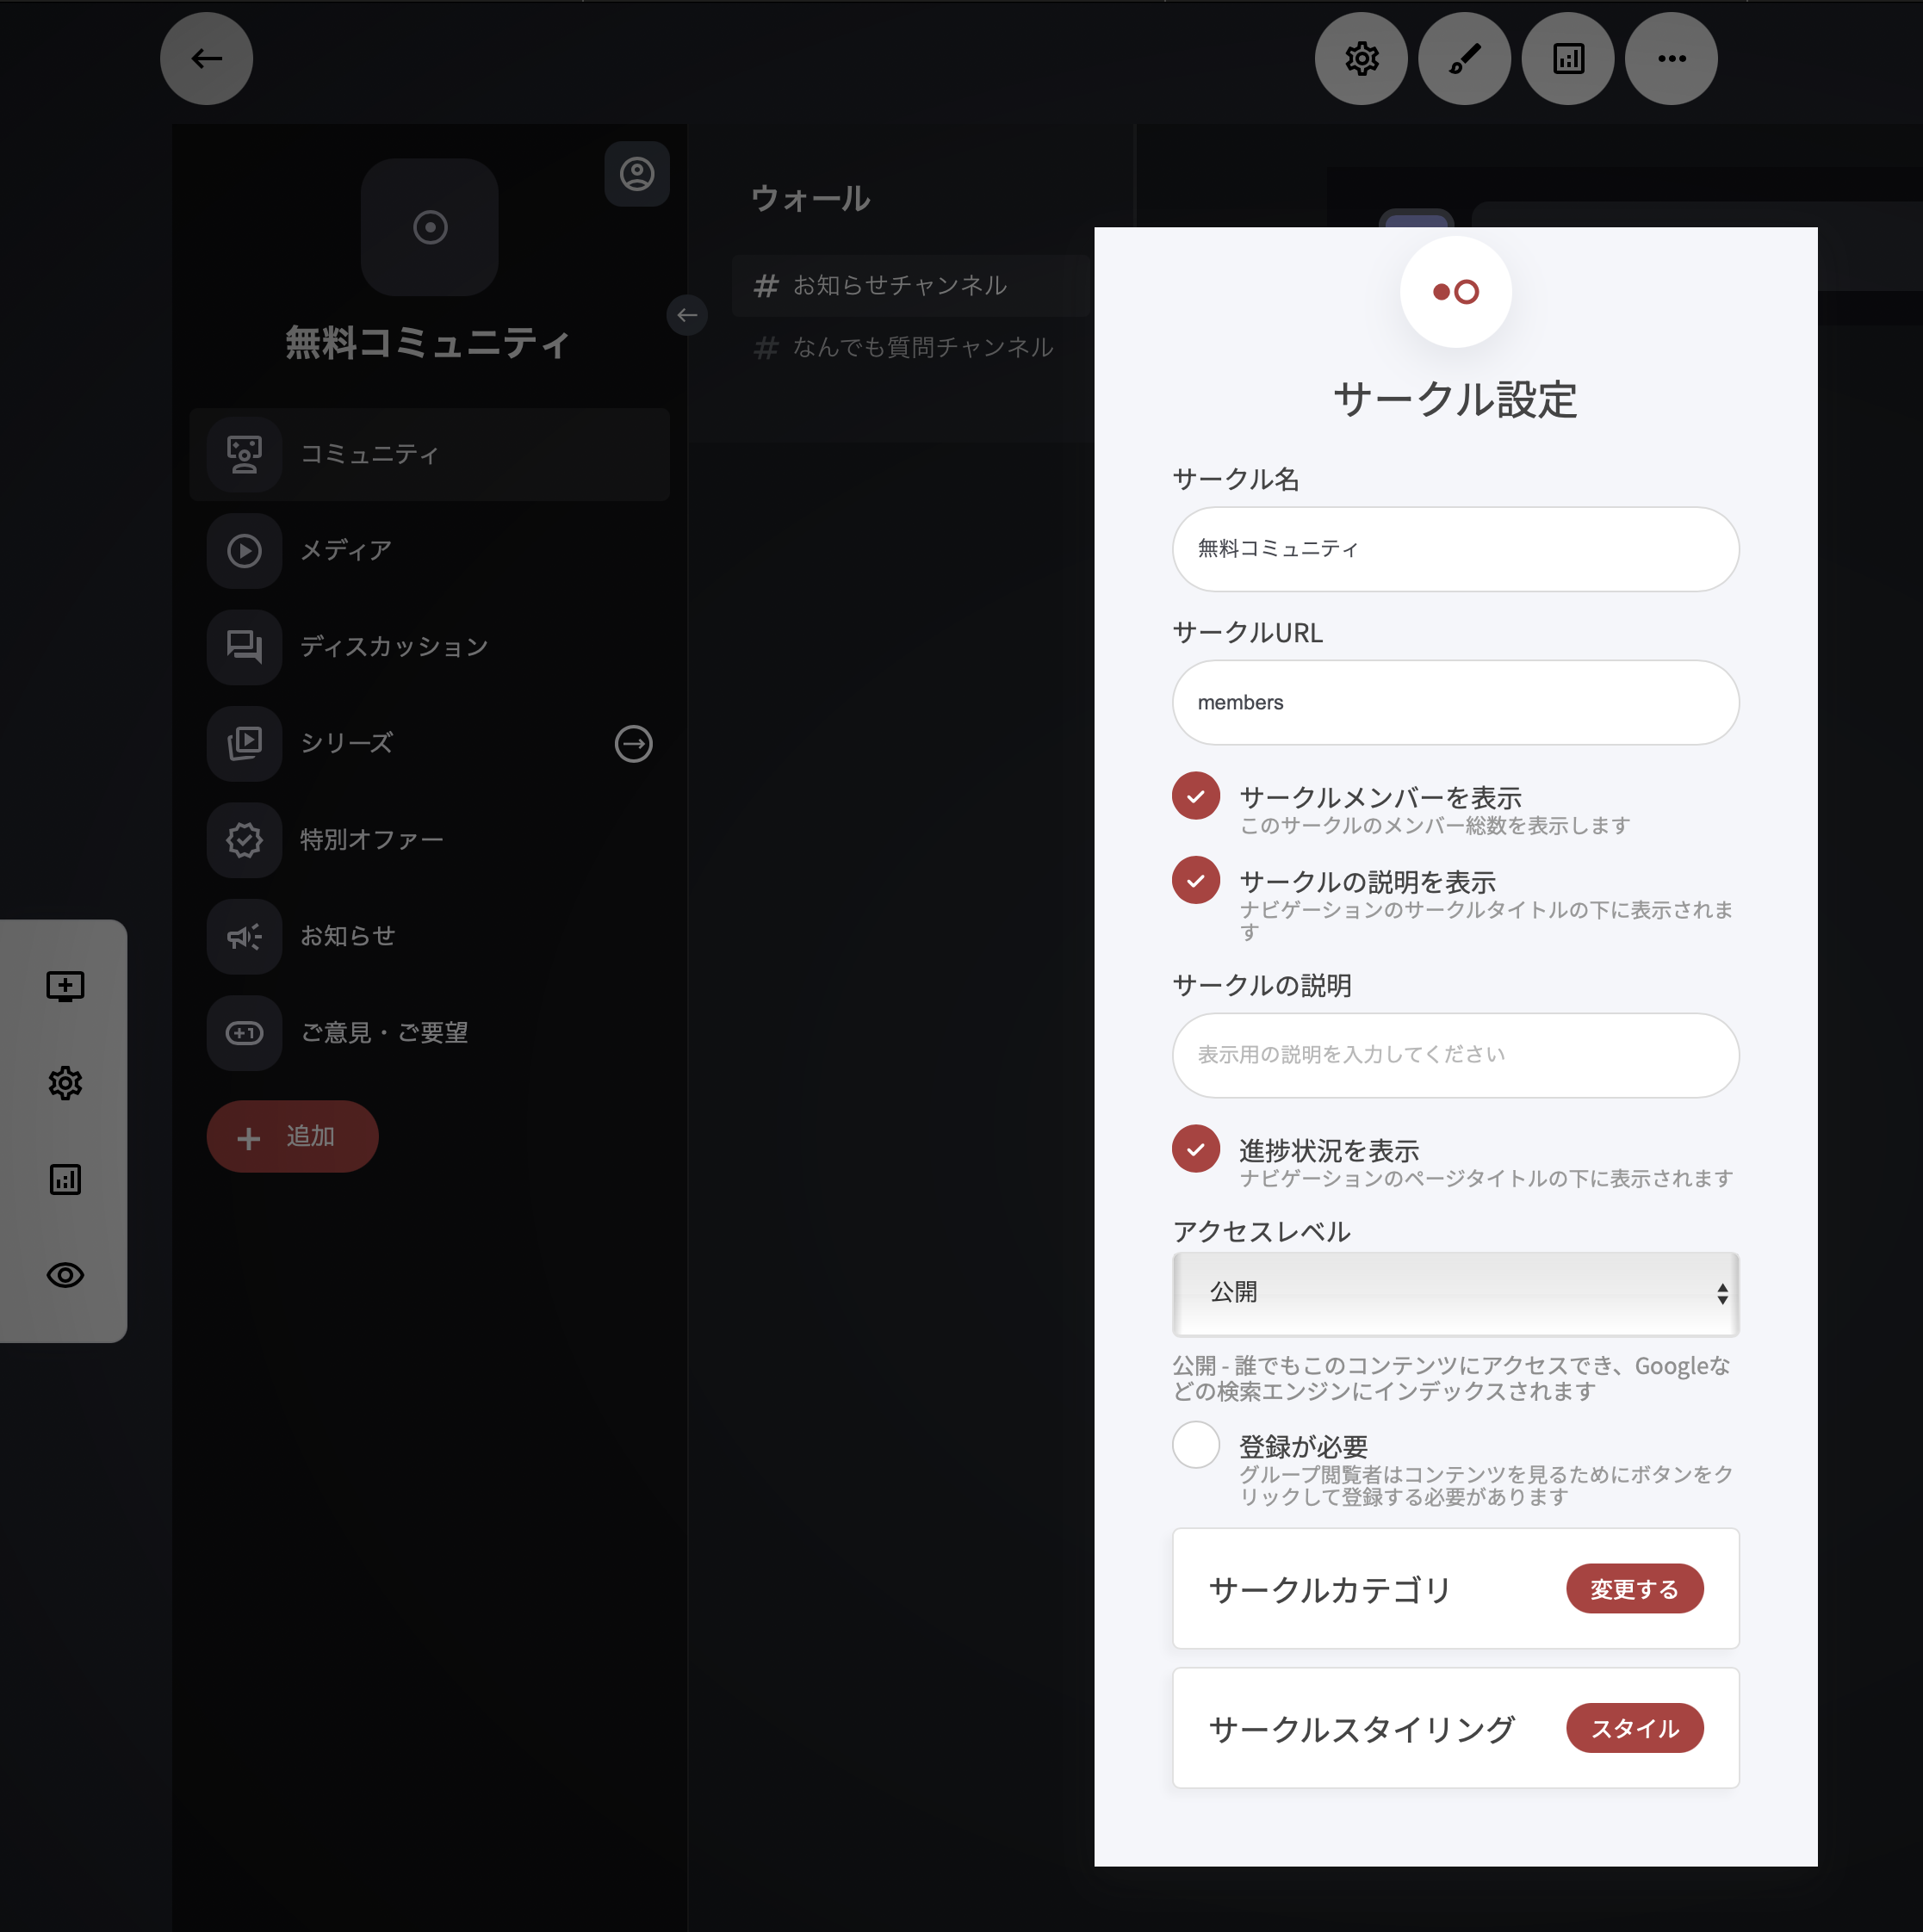 無料コミュニティ
コミュニティ
メディア
ディスカッション
シリーズ
特別オファー
お知らせ
+1
ご意見・ご要望
+ 追加
ウォール
# お知らせチャンネル
# なんでも質問チャンネル
サークル設定
サークル名
無料コミュニティ
サークルURL
members
サークルメンバーを表示
このサークルのメンバー総数を表示します
サークルの説明を表示
ナビゲーションのサークルタイトルの下に表示されま
す
サークルの説明
表示用の説明を入力してください
進捗状況を表示
ナビゲーションのページタイトルの下に表示されます
アクセスレベル
公開
公開 - 誰でもこのコンテンツにアクセスでき、Googleな
どの検索エンジンにインデックスされます
登録が必要
グループ閲覧者はコンテンツを見るためにボタンをク
リックして登録する必要があります
サークルカテゴリ
変更する
サークルスタイリング
スタイル